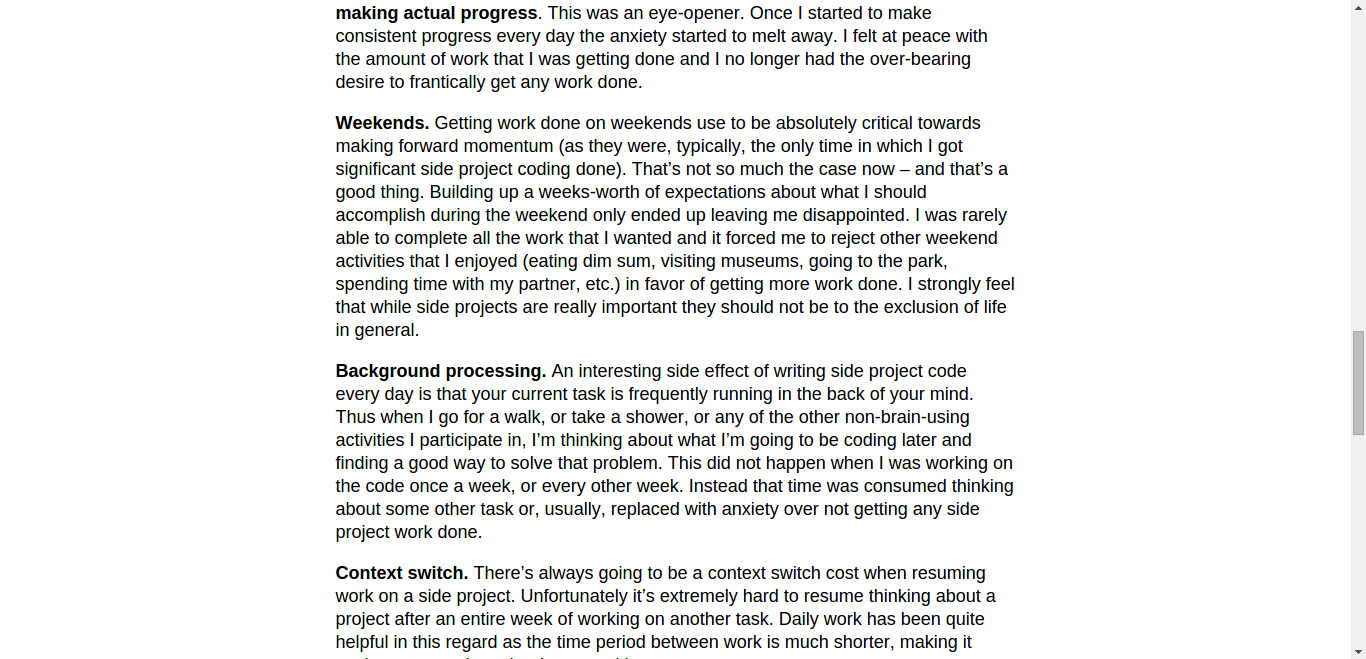 making actual progress. This was an eye-opener. Once I started to make
consistent progress every day the anxiety started to melt away. I felt at peace with
the amount of work that I was getting done and I no longer had the over-bearing
desire to frantically get any work done.
Weekends. Getting work done on weekends use to be absolutely critical towards
making forward momentum (as they were, typically, the only time in which I got
significant side project coding done). That’s not so much the case now – and that’s a
good thing. Building up a weeks-worth of expectations about what I should
accomplish during the weekend only ended up leaving me disappointed. I was rarely
able to complete all the work that I wanted and it forced me to reject other weekend
activities that I enjoyed (eating dim sum, visiting museums, going to the park,
spending time with my partner, etc.) in favor of getting more work done. I strongly feel
that while side projects are really important they should not be to the exclusion of life
in general.
Background processing. An interesting side effect of writing side project code
every day is that your current task is frequently running in the back of your mind.
Thus when I go for a walk, or take a shower, or any of the other non-brain-using
activities I participate in, I’m thinking about what I’m going to be coding later and
finding a good way to solve that problem. This did not happen when I was working on
the code once a week, or every other week. Instead that time was consumed thinking
about some other task or, usually, replaced with anxiety over not getting any side
project work done.
Context switch. There’s always going to be a context switch cost when resuming
work on a side project. Unfortunately it’s extremely hard to resume thinking about a
project after an entire week of working on another task. Daily work has been quite
helpful in this regard as the time period between work is much shorter, making it